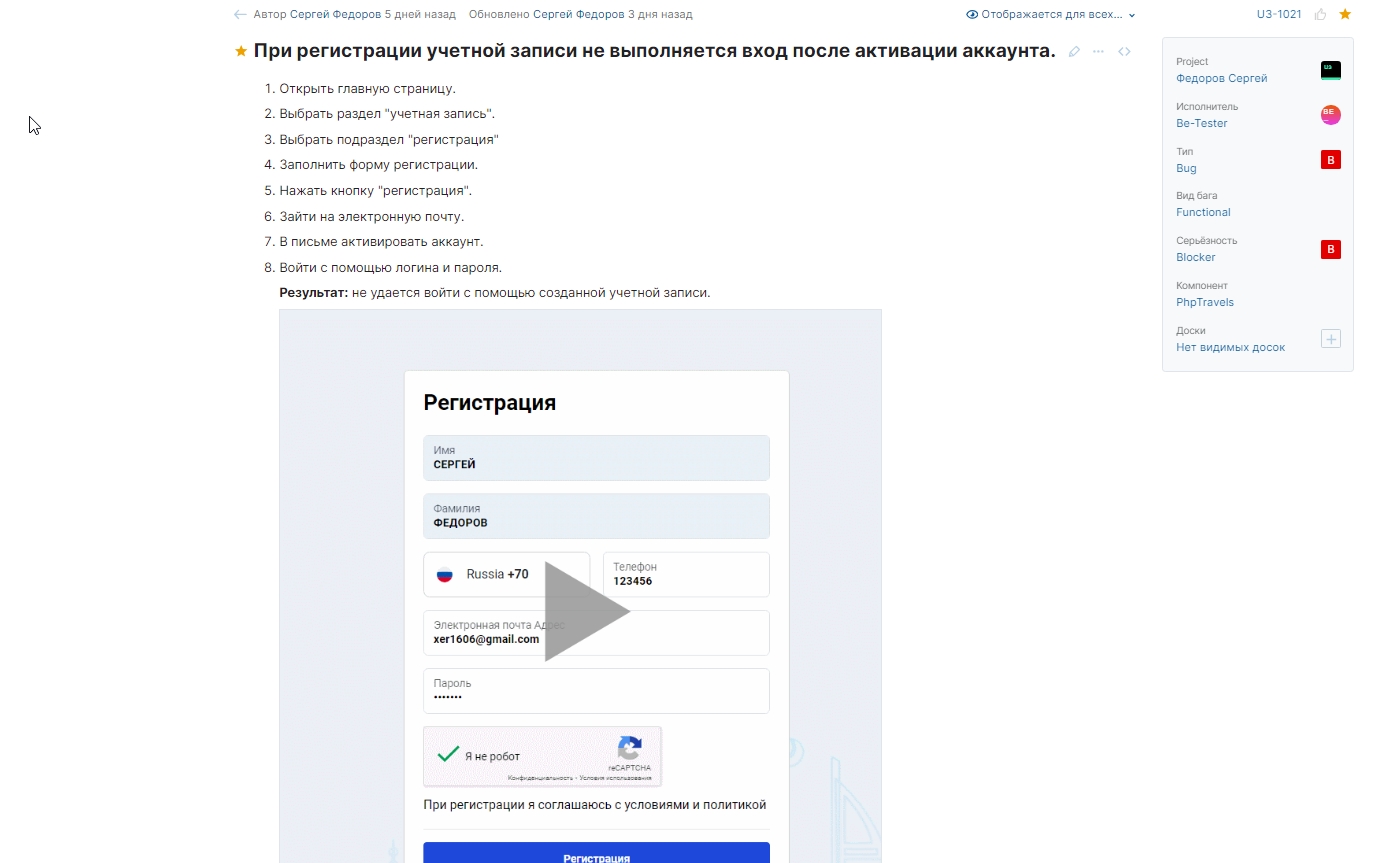 Автор Сергей Федоров 5 дней назад Обновлено Сергей Федоров 3 дня назад
Отображается для всех...
U3-1021
При регистрации учетной записи не выполняется вход после активации аккаунта.
1. Открыть главную страницу.
2. Выбрать раздел "учетная запись".
3. Выбрать подраздел "регистрация"
4. Заполнить форму регистрации.
5. Нажать кнопку "регистрация".
6. Зайти на электронную почту.
7. В письме активировать аккаунт.
8. Войти с помощью логина и пароля.
Результат: не удается войти с помощью созданной учетной записи.
Регистрация
Имя
СЕРГЕЙ
Фамилия
ФЕДОРОВ
Russia +70
Телефон
123456
Электронная почта Адрес
xer1606@gmail.com
Пароль
•••••••
Я не робот
reCAPTCHA
Конфиденциальность - Условия использования
При регистрации я соглашаюсь с условиями и политикой
Регистрация
Project
Федоров Сергей
U3
Исполнитель
Be-Tester
BE
Тип
Bug
B
Вид бага
Functional
Серьёзность
Blocker
B
Компонент
PhpTravels
Доски
Нет видимых досок